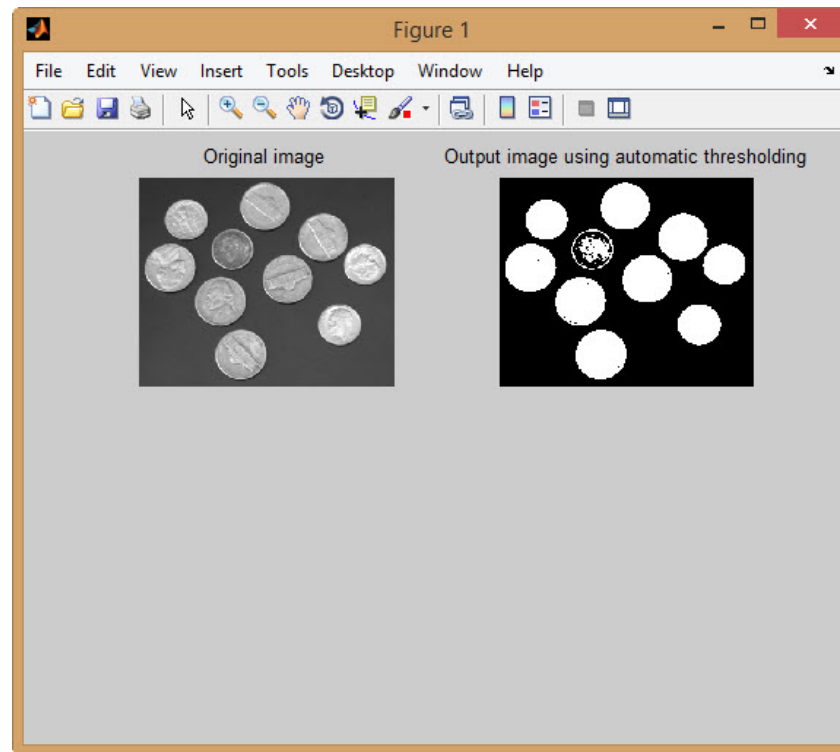 Figure 1
File Edit View Insert Tools Desktop Window Help
Original image
Output image using automatic thresholding